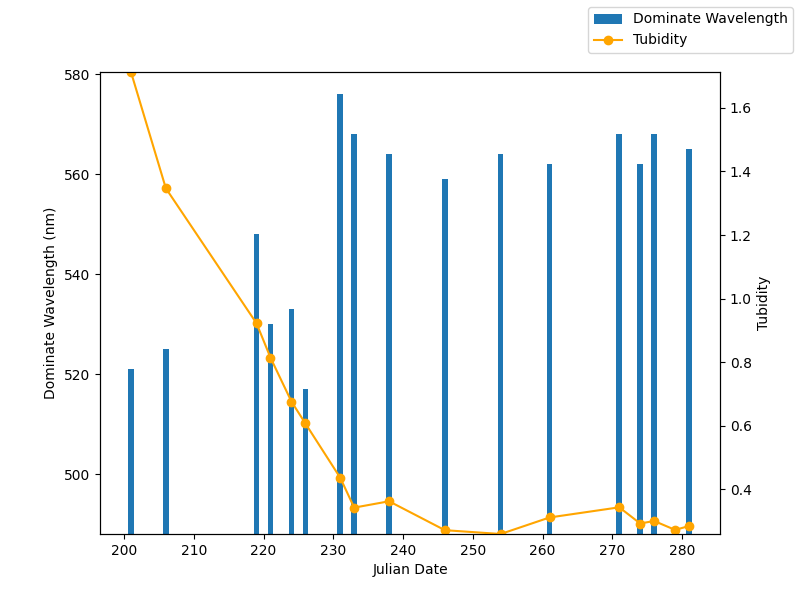 Dominate Wavelength
Tubidity
580
560
540
520
500
1.6
1.4
1.2
1.0
0.8
0.6
0.4
Dominate Wavelength (nm)
Tubidity
200 210 220 230 240 250 260 270 280
Julian Date